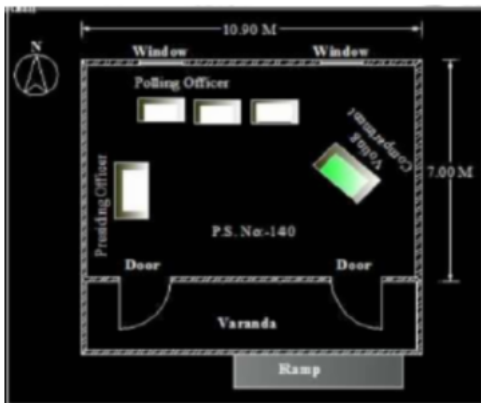 10.90 M
N
Window
Window
Polling Officer
Voting
Compartment
7.00 M
Presiding Officer
P.S. No:-140
Door
Door
Varanda
Ramp